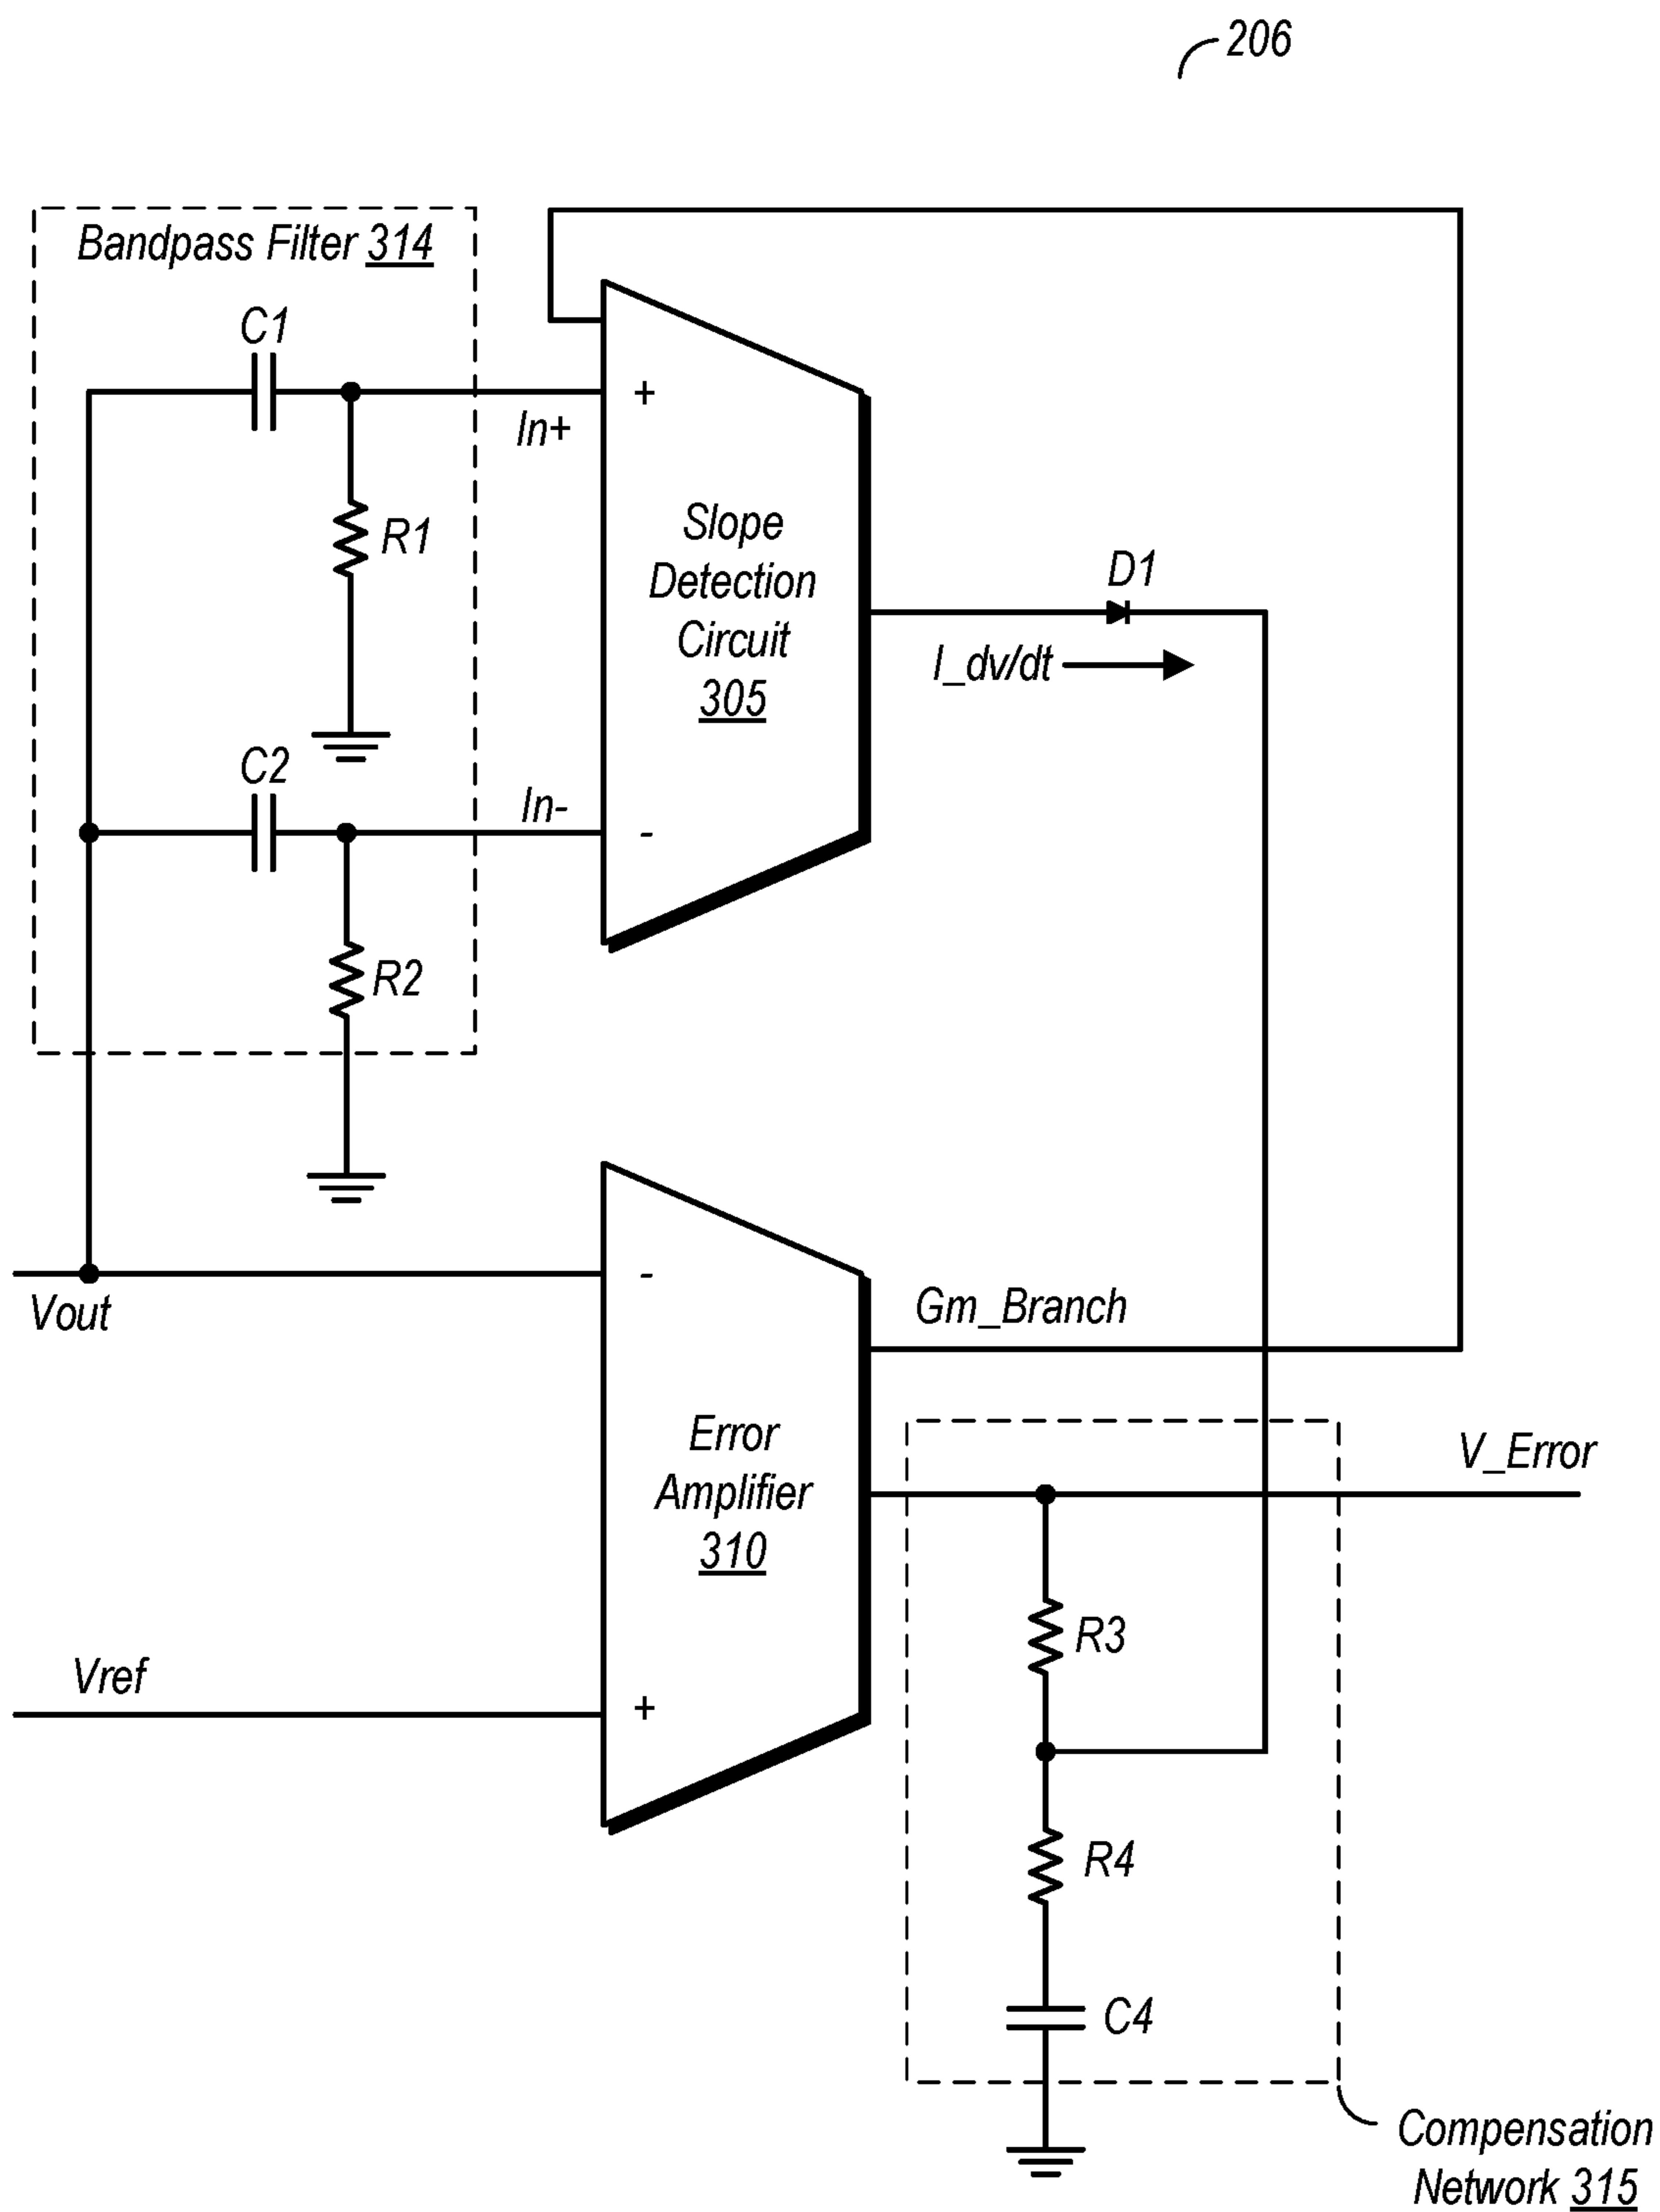 206
Bandpass Filter 314
C1
In+
+
R1
Slope
Detection
Circuit
305
D1
I_dv/dt
C2
In-
-
R2
-
Vout
Gm_Branch
Error
Amplifier
310
V_Error
R3
Vref
+
R4
C4
Compensation
Network 315